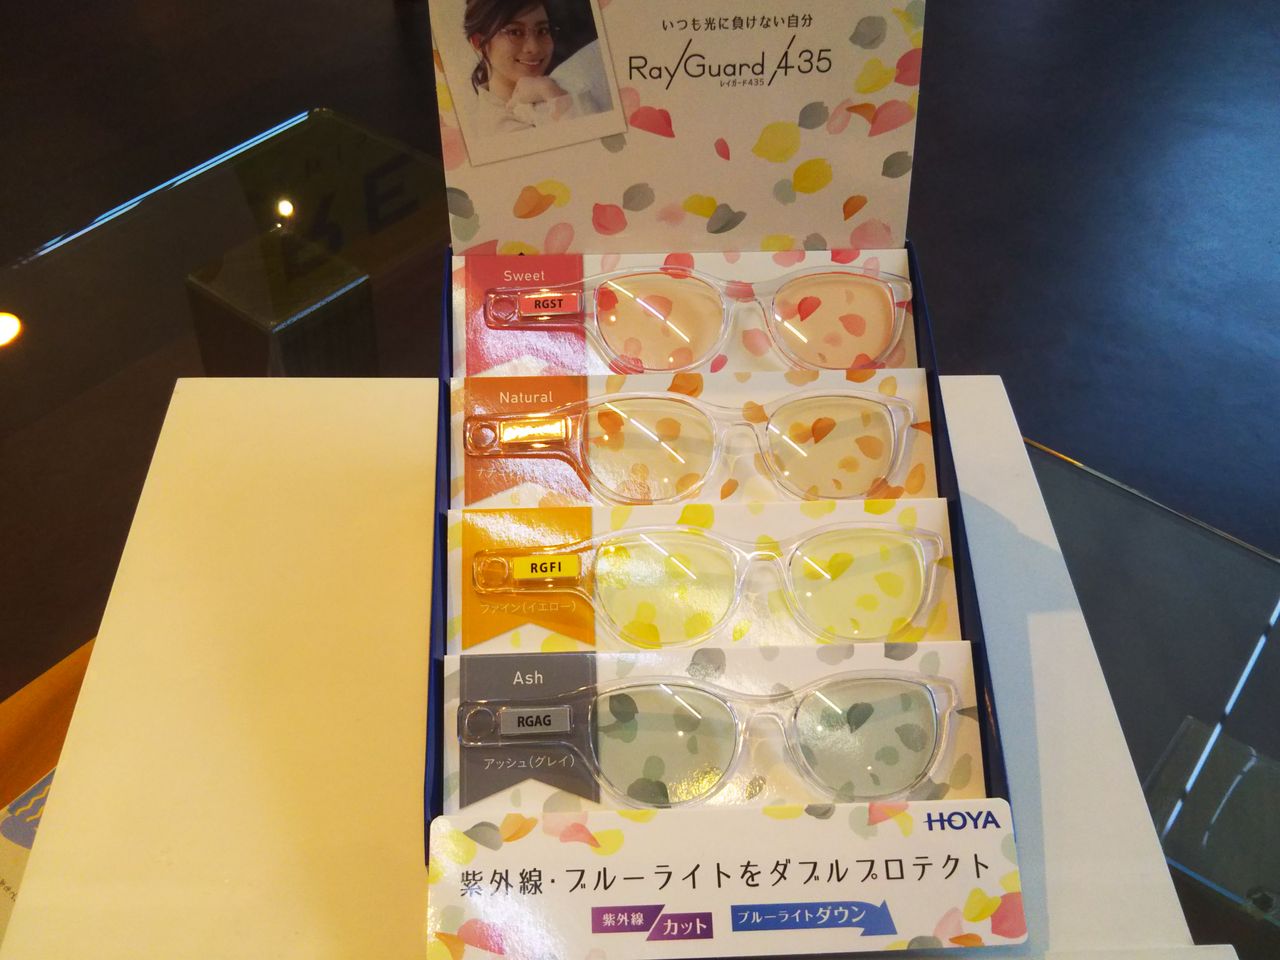 いつも光に負けない自分
Ray/Guard/435
レイガード435
Sweet
RGST
Natural
RGFI
ファイン(イエロー)
Ash
RGAG
アッシュ(グレイ)
HOYA
紫外線・ブルーライトをダブルプロテクト
紫外線カット ブルーライトダウン